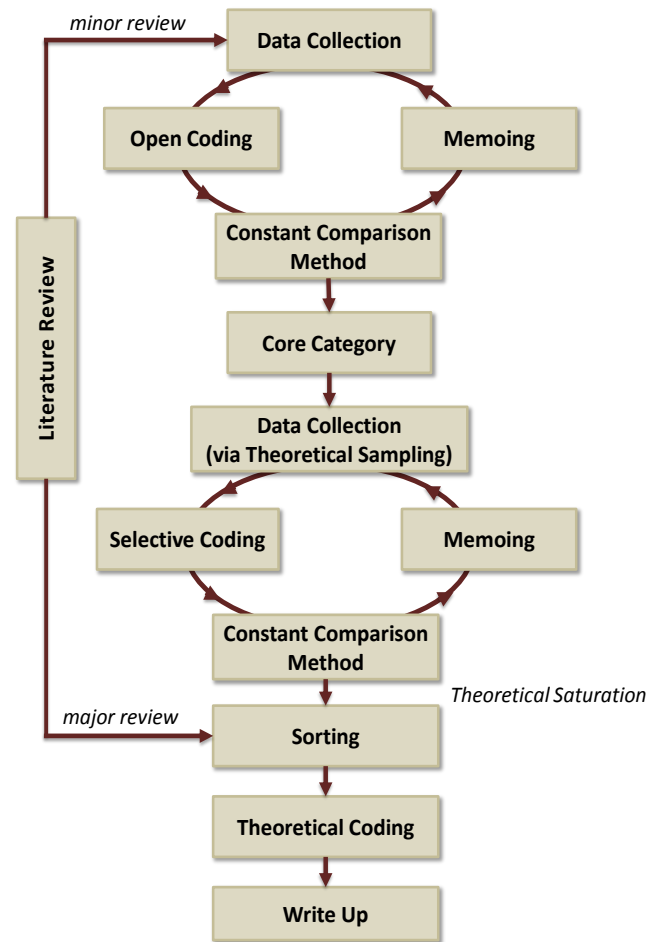 minor review
Data Collection
Open Coding
Memoing
Constant Comparison
Method
Literature Review
Core Category
Data Collection
(via Theoretical Sampling)
Selective Coding
Memoing
Constant Comparison
Method
Theoretical Saturation
major review
Sorting
Theoretical Coding
Write Up